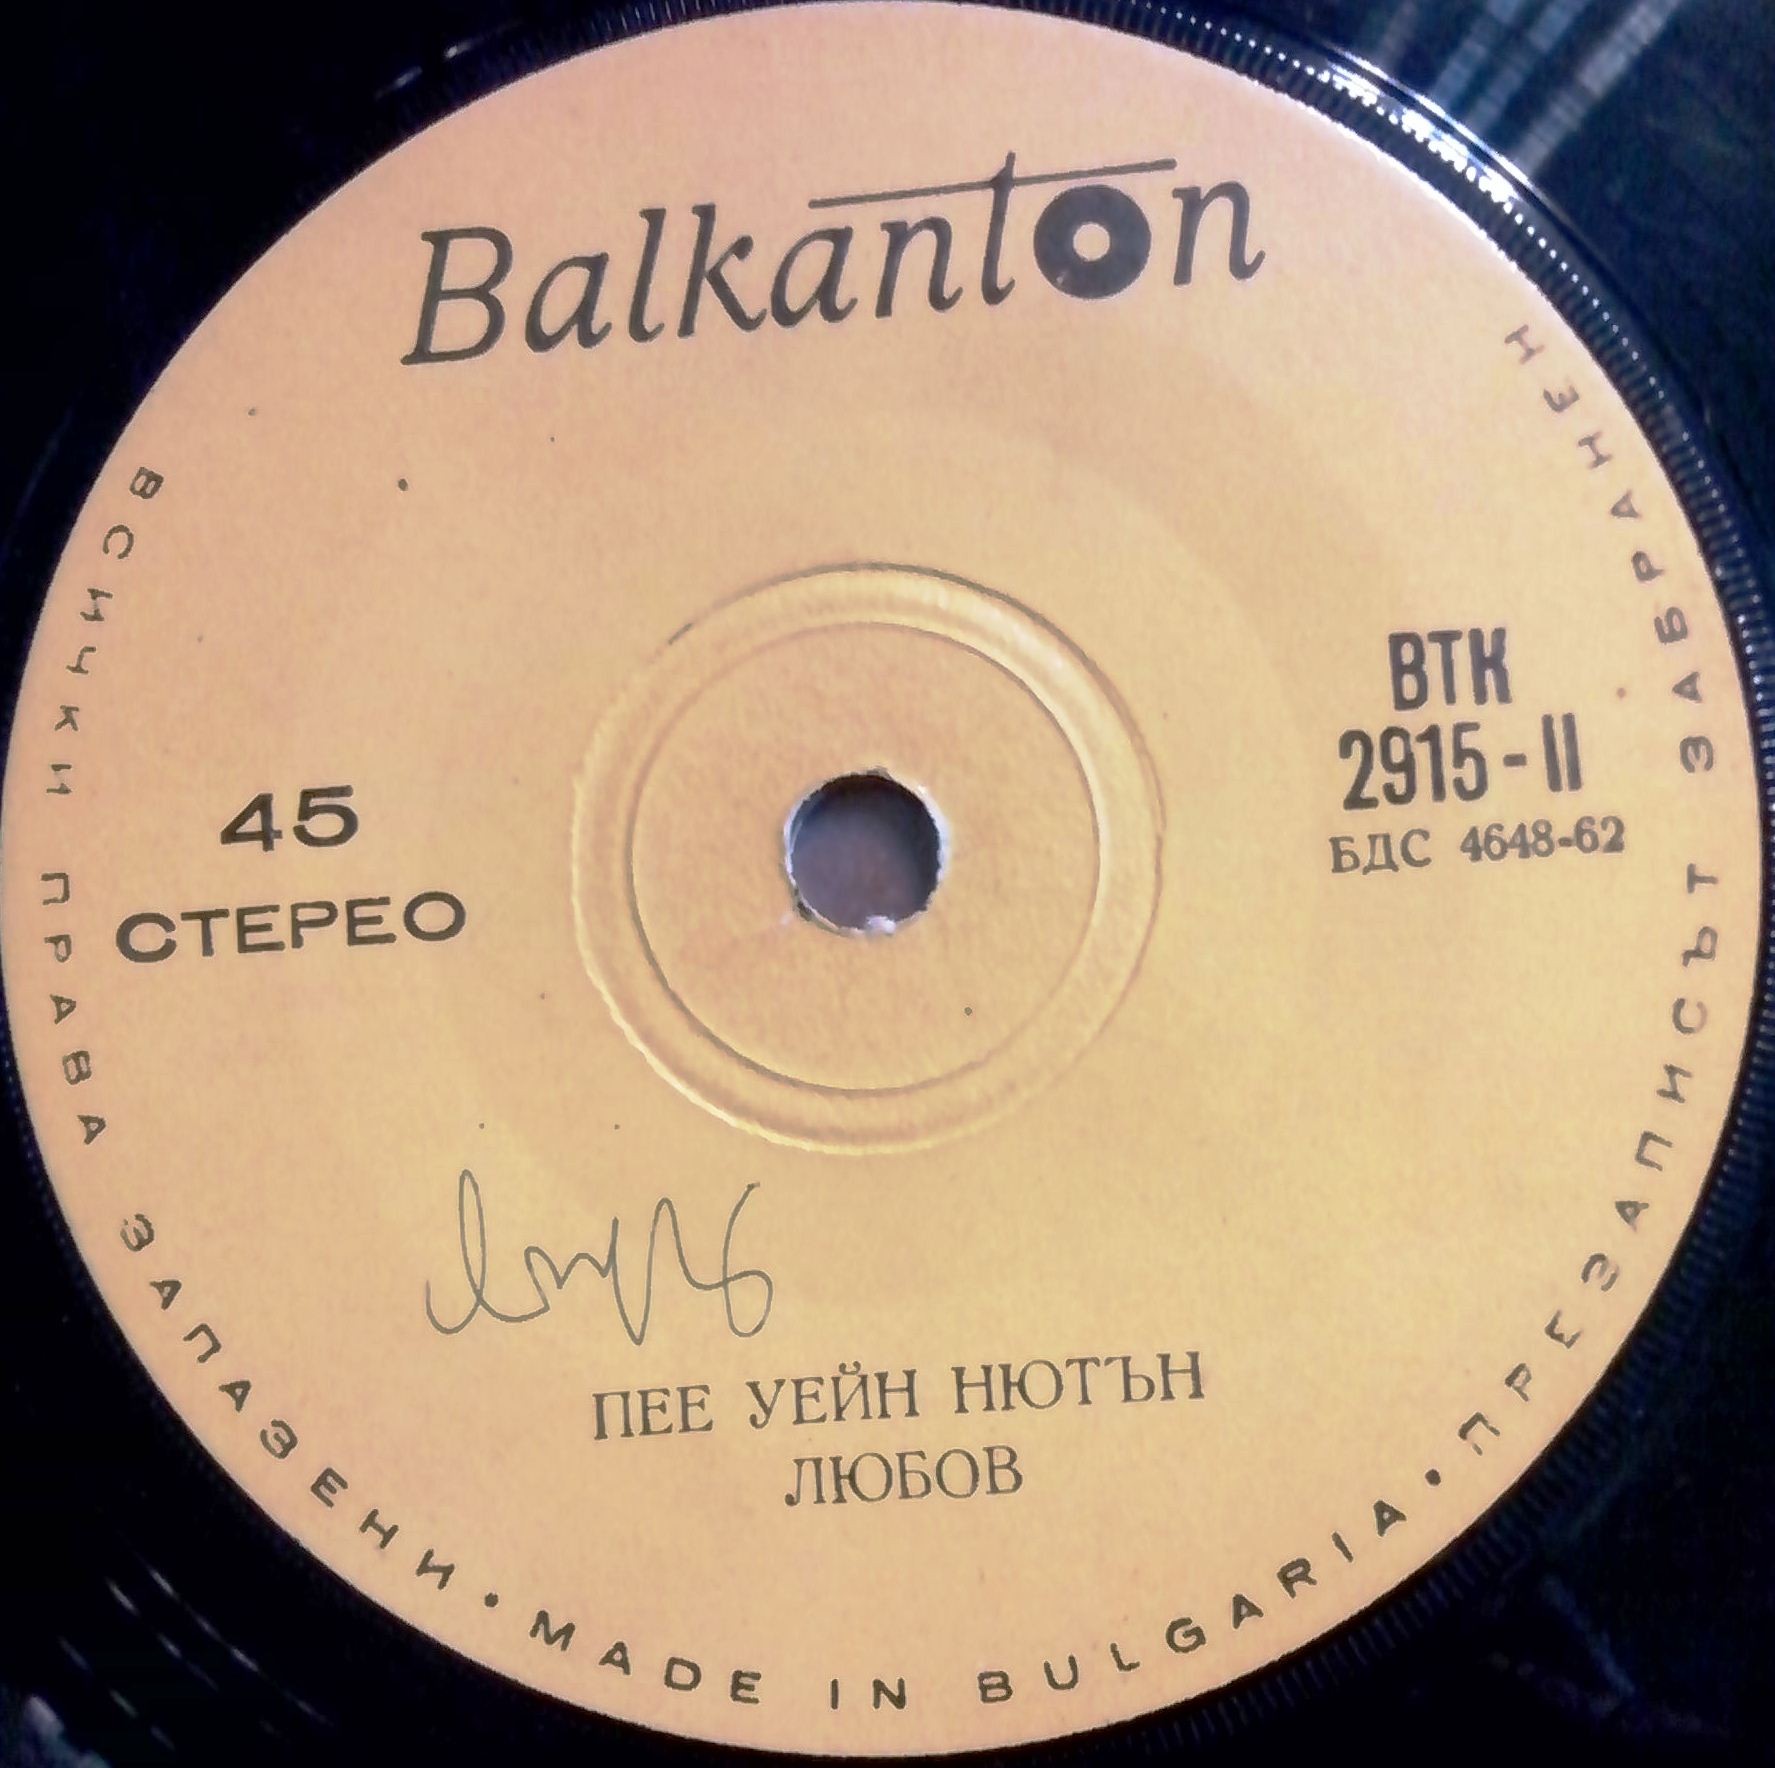 Balkanton
45
СТЕРЕО
ВТК
2915-II
БДС 4648-62
ПЕЕ УЕЙН НЮТЪН
ЛЮБОВ
ВСИЧКИ ПРАВА ЗАПАЗЕНИ • MADE IN BULGARIA • ПРЕЗАПИСЪТ ЗАБРАНЕН